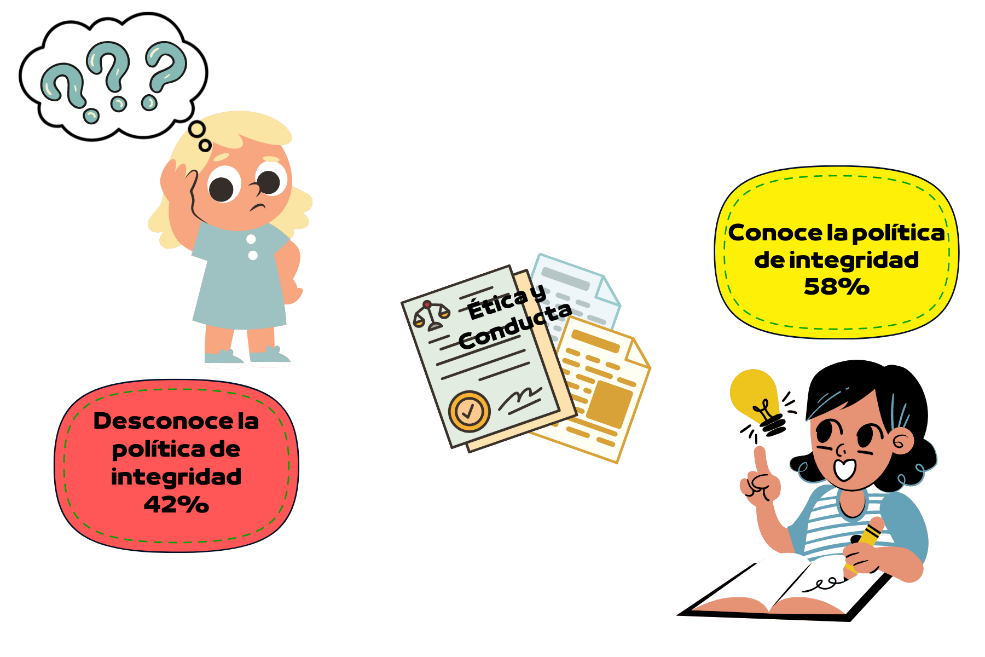 ???
Desconoce la
política de
integridad
42%
Ética y
Conducta
Conoce la política
de integridad
58%